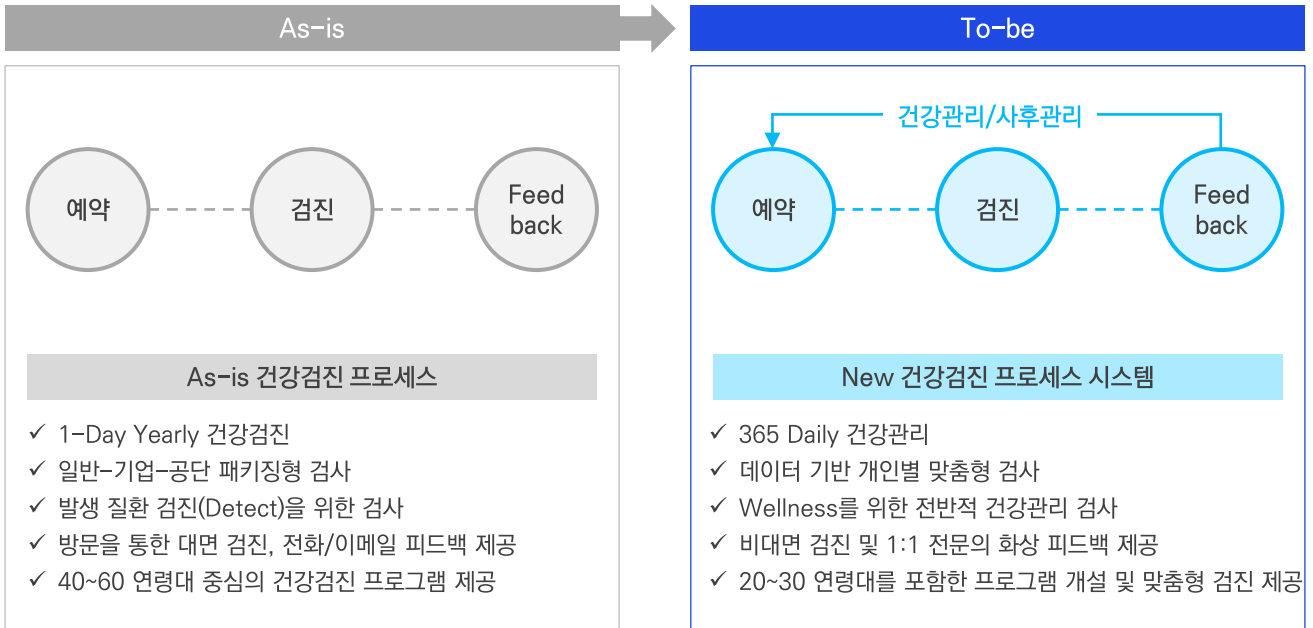 As-is
To-be
건강관리/사후관리
예약
검진
Feed
back
예약
검진
Feed
back
As-is 건강검진 프로세스
✓ 1-Day Yearly 건강검진
✓ 일반-기업-공단 패키징형 검사
✓ 발생 질환 검진(Detect)을 위한 검사
✓ 방문을 통한 대면 검진, 전화/이메일 피드백 제공
✓ 40~60 연령대 중심의 건강검진 프로그램 제공
New 건강검진 프로세스 시스템
✓ 365 Daily 건강관리
✓ 데이터 기반 개인별 맞춤형 검사
✓ Wellness를 위한 전반적 건강관리 검사
✓ 비대면 검진 및 1:1 전문의 화상 피드백 제공
✓ 20~30 연령대를 포함한 프로그램 개설 및 맞춤형 검진 제공